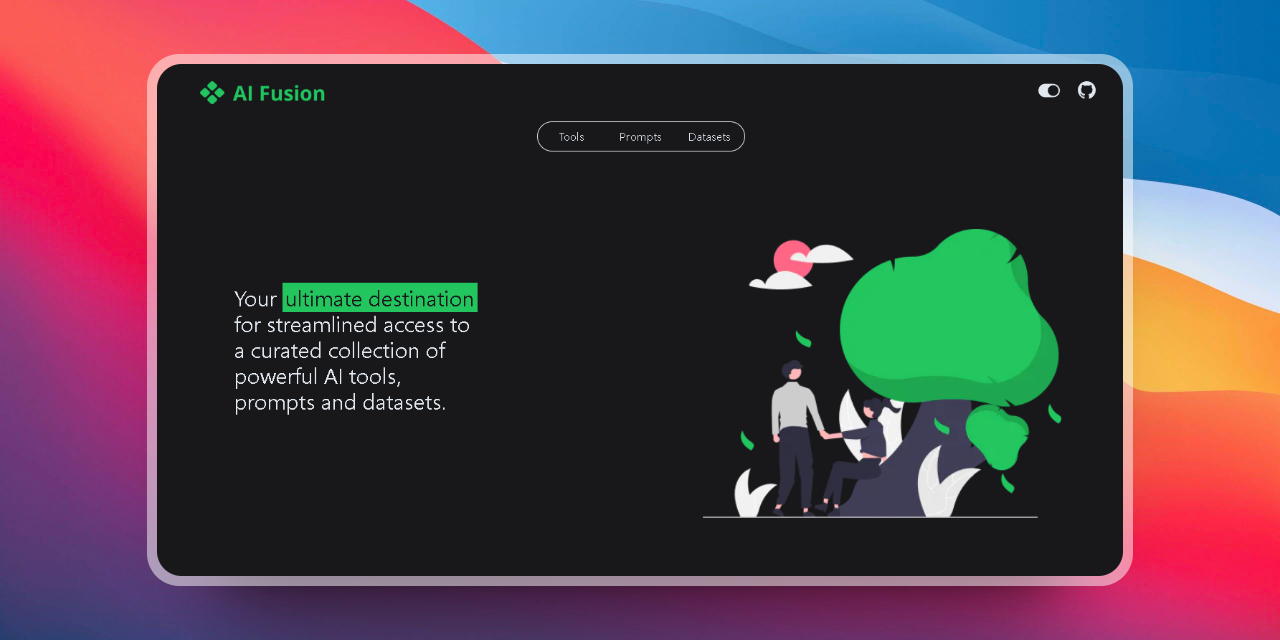 AI Fusion
Tools Prompts Datasets
Your ultimate destination
for streamlined access to
a curated collection of
powerful AI tools,
prompts and datasets.